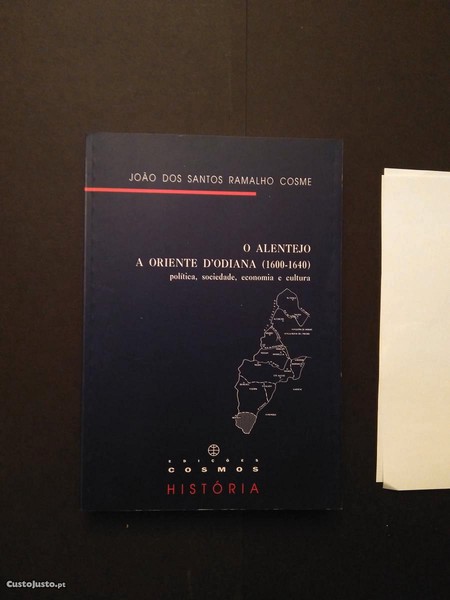 JOÃO DOS SANTOS RAMALHO COSME
O ALENTEJO
A ORIENTE D'ODIANA (1600-1640)
política, sociedade, economia e cultura
EDIÇÕES
COSMOS
HISTÓRIA
CustoJusto.pt